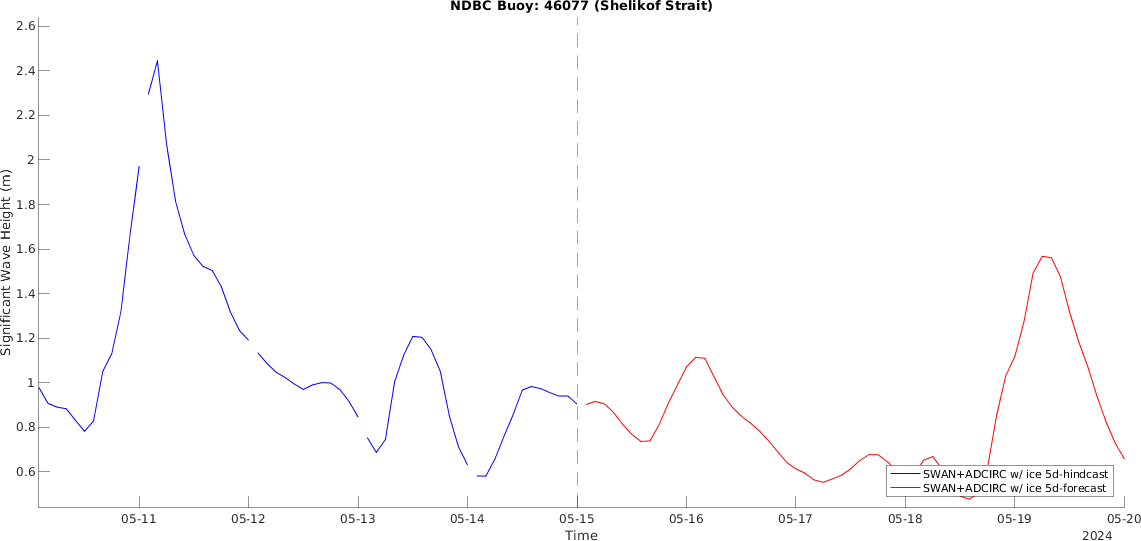 NDBC Buoy: 46077 (Shelikof Strait)
2.6
2.4
2.2
2
1.8
1.6
1.4
1.2
1
0.8
0.6
Significant Wave Height (m)
SWAN+ADCIRC w/ ice 5d-hindcast
SWAN+ADCIRC w/ ice 5d-forecast
05-11 05-12 05-13 05-14 05-15 05-16 05-17 05-18 05-19 05-20
Time
2024